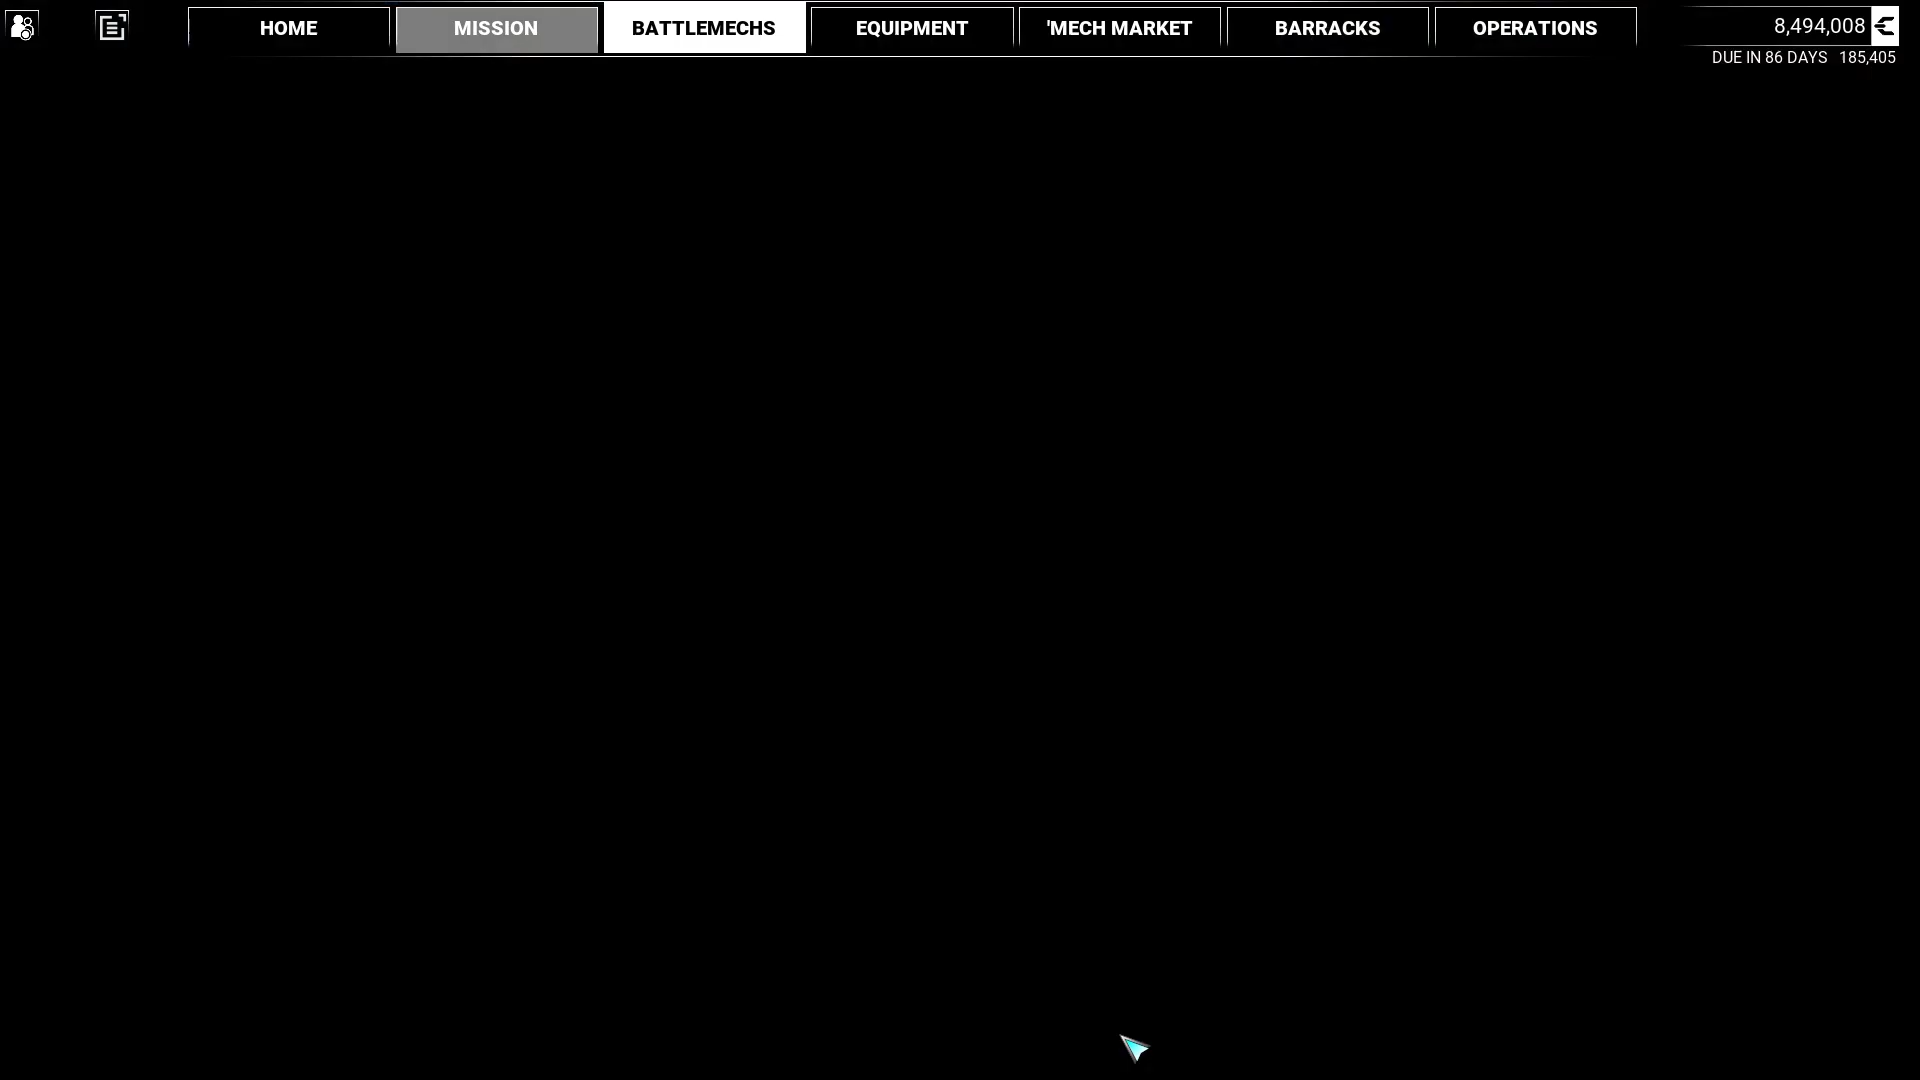 HOME MISSION BATTLEMECHS EQUIPMENT 'MECH MARKET BARRACKS OPERATIONS 8,494,008
DUE IN 86 DAYS 185,405